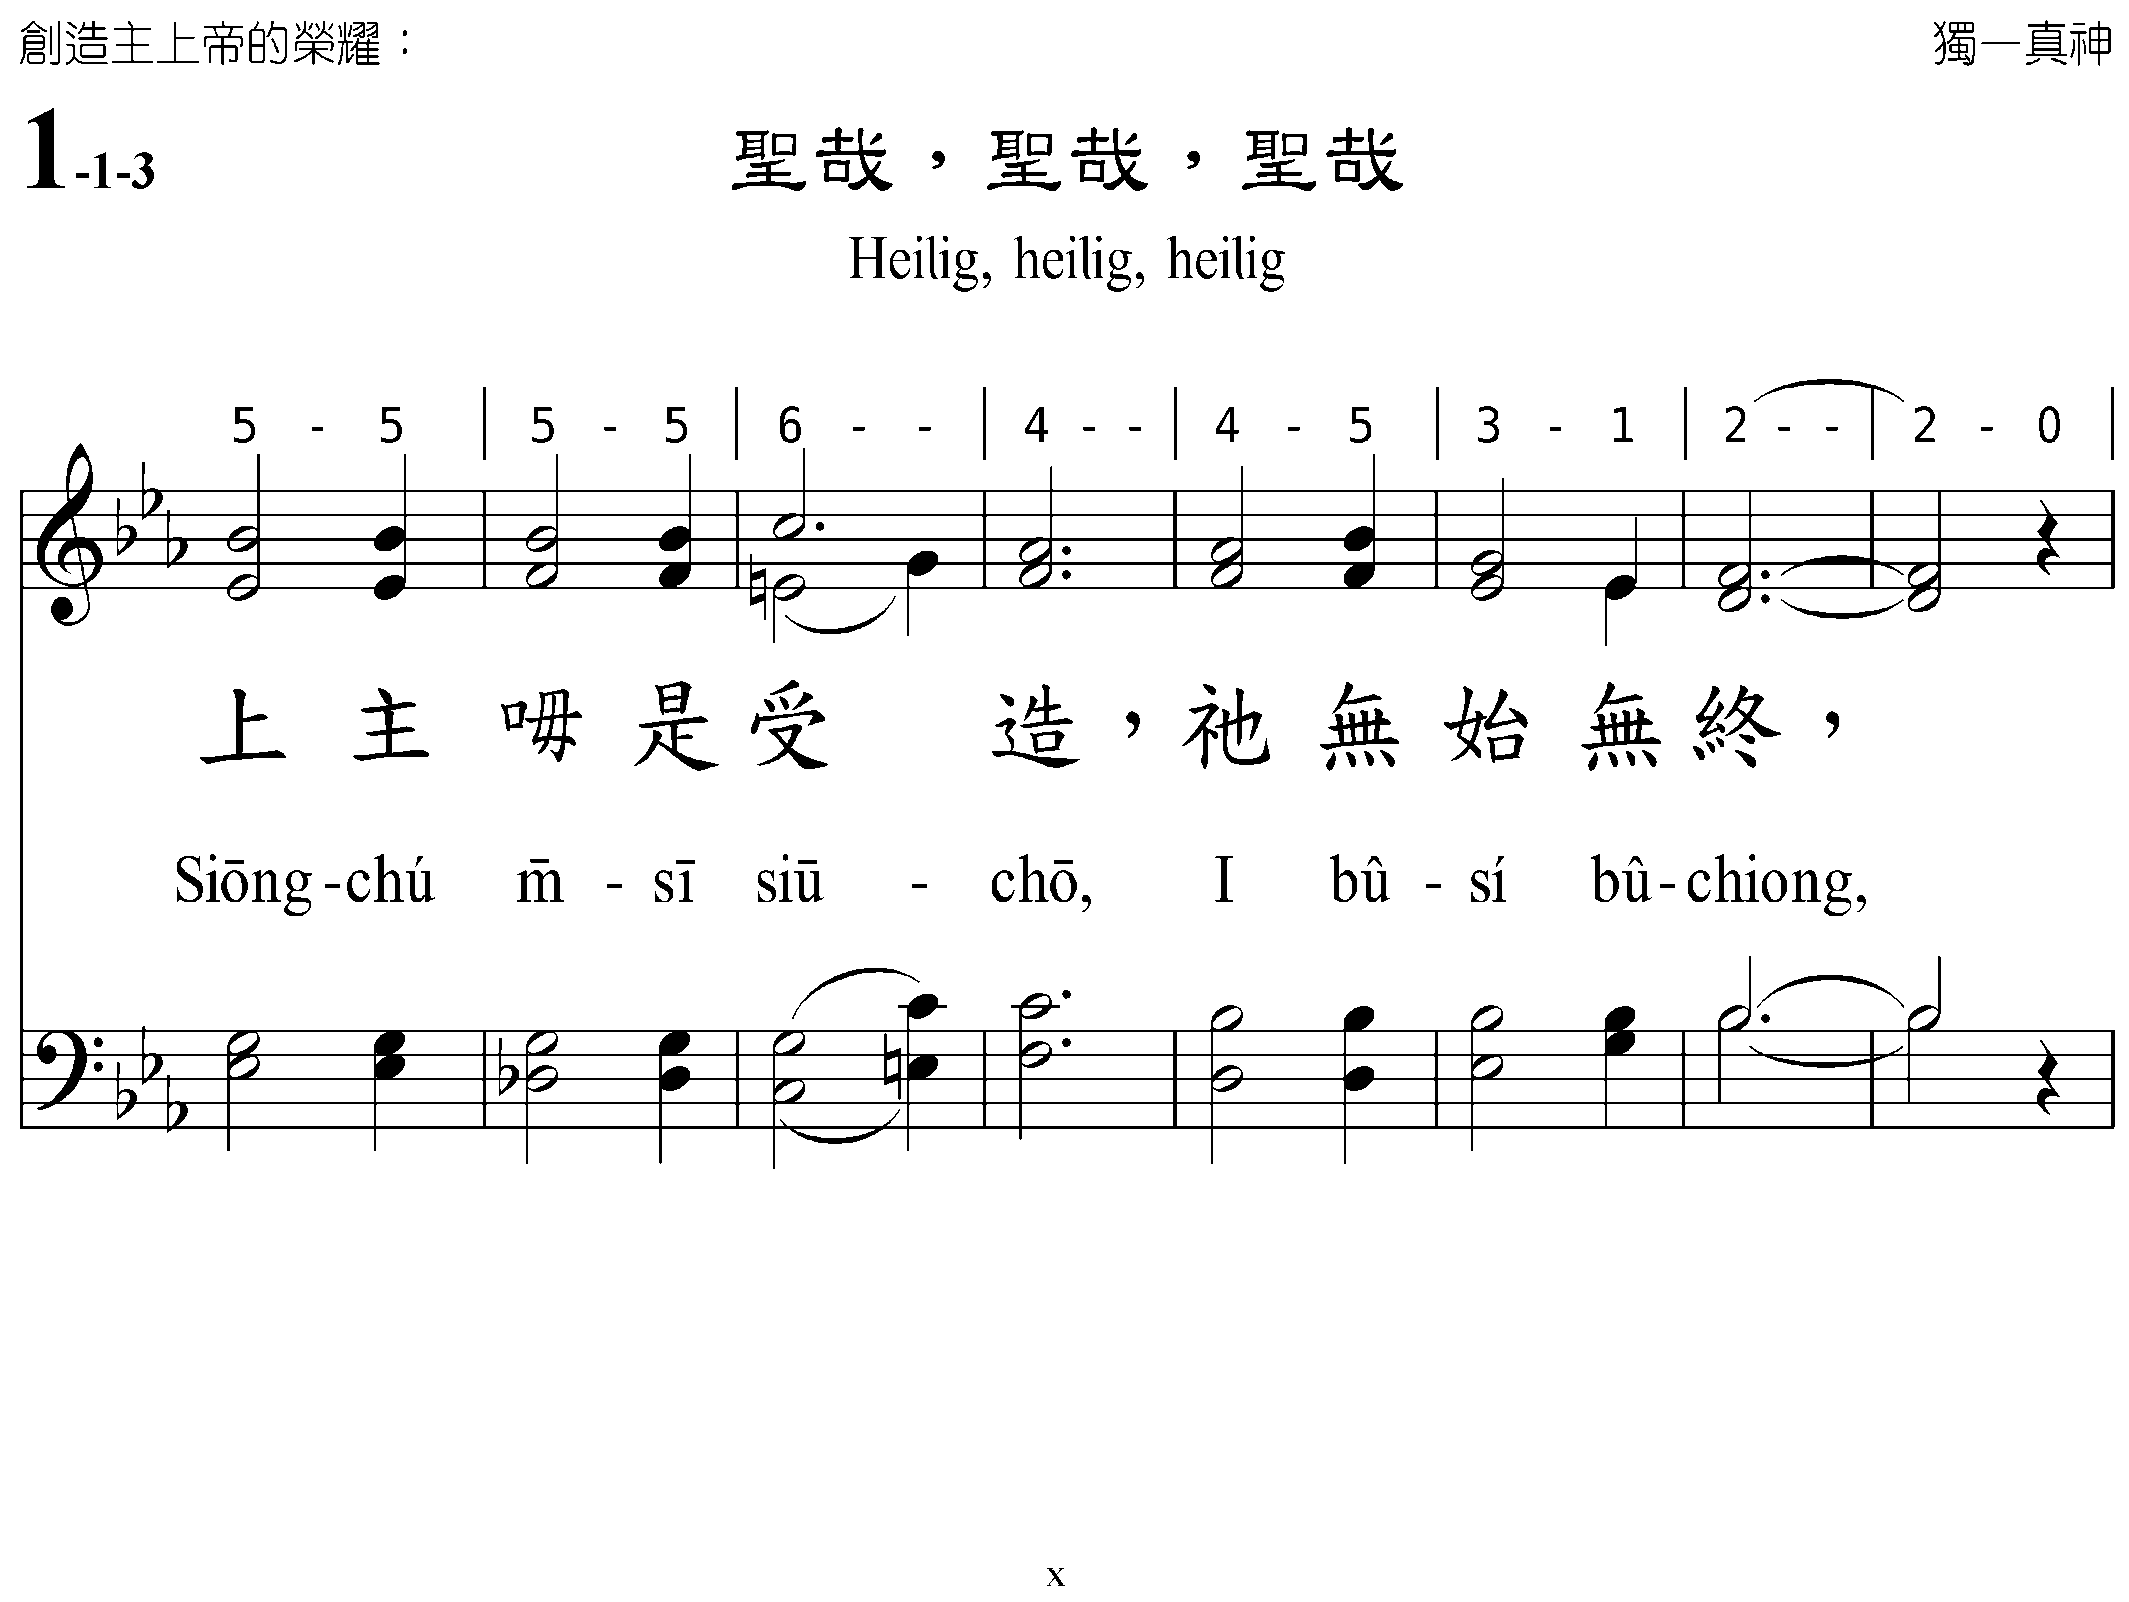 創造主上帝的榮耀： 獨一真神
1-1-3
聖哉，聖哉，聖哉
Heilig, heilig, heilig
5 - 5 | 5 - 5 | 6 - - | 4 - - | 4 - 5 | 3 - 1 | 2 - - | 2 - 0 |
上主毋是受造，祂無始無終，
Siōng-chú m̄-sī siū-chō, I bû-sí bû-chiong,
x